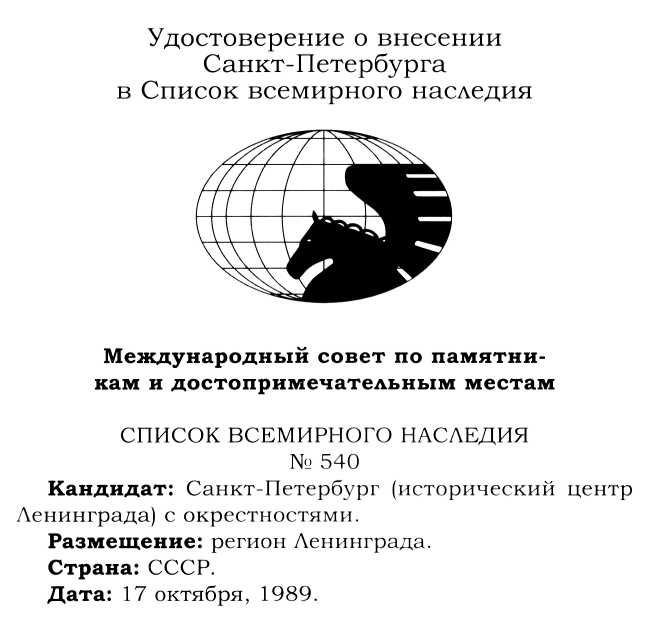 Удостоверение о внесении
Санкт-Петербурга
в Список всемирного наследия
Международный совет по памятни-
кам и достопримечательным местам
СПИСОК ВСЕМИРНОГО НАСЛЕДИЯ
№ 540
Кандидат: Санкт-Петербург (исторический центр
Ленинграда) с окрестностями.
Размещение: регион Ленинграда.
Страна: СССР.
Дата: 17 октября, 1989.